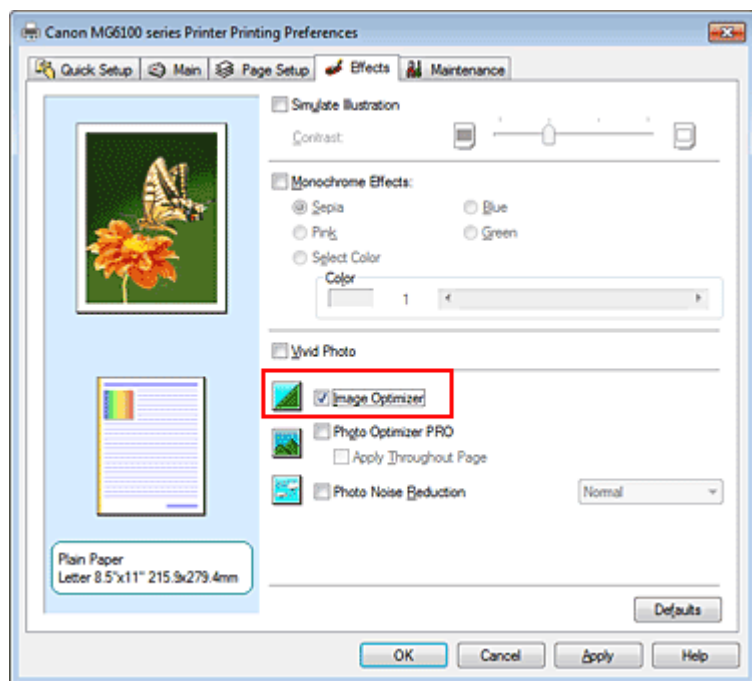 Canon MG6100 series Printer Printing Preferences
Quick Setup Main Page Setup Effects Maintenance
Simulate Illustration
Contrast:
Monochrome Effects:
Sepia Blue
Pink Green
Select Color
Color
1
Vivid Photo
Image Optimizer
Photo Optimizer PRO
Apply Throughout Page
Photo Noise Reduction Normal
Plain Paper
Letter 8.5"x11" 215.9x279.4mm
Defaults
OK Cancel Apply Help